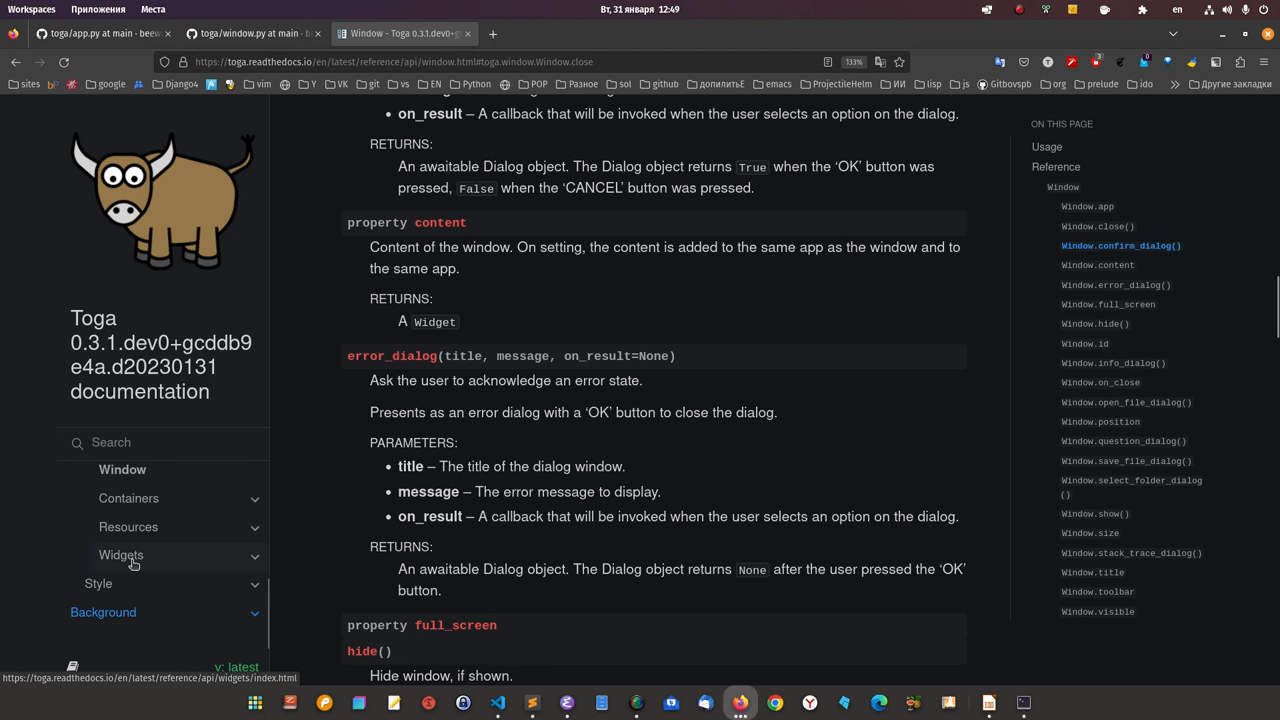 Workspaces Приложения Места Вт, 31 января 12:49 en
toga/app.py at main · beew
toga/window.py at main · b
Window - Toga 0.3.1.dev0+gc
https://toga.readthedocs.io/en/latest/reference/api/window.html#toga.window.Window.close 133%
sites google Django4 vim Y VK git vs EN Python POP Разное sol github допилитьE emacs ProjectileHelm ИИ lisp js Gitbovspb org prelude ido Другие закладки
Toga
0.3.1.dev0+gcddb9
e4a.d20230131
documentation
Search
Window
Containers
Resources
Widgets
Style
Background
v: latest
https://toga.readthedocs.io/en/latest/reference/api/widgets/index.html
• on_result – A callback that will be invoked when the user selects an option on the dialog.
RETURNS:
An awaitable Dialog object. The Dialog object returns True when the ‘OK’ button was
pressed, False when the ‘CANCEL’ button was pressed.
property content
Content of the window. On setting, the content is added to the same app as the window and to
the same app.
RETURNS:
A Widget
error_dialog(title, message, on_result=None)
Ask the user to acknowledge an error state.
Presents as an error dialog with a ‘OK’ button to close the dialog.
PARAMETERS:
• title – The title of the dialog window.
• message – The error message to display.
• on_result – A callback that will be invoked when the user selects an option on the dialog.
RETURNS:
An awaitable Dialog object. The Dialog object returns None after the user pressed the ‘OK’
button.
property full_screen
hide()
Hide window, if shown.
ON THIS PAGE
Usage
Reference
Window
Window.app
Window.close()
Window.confirm_dialog()
Window.content
Window.error_dialog()
Window.full_screen
Window.hide()
Window.id
Window.info_dialog()
Window.on_close
Window.open_file_dialog()
Window.position
Window.question_dialog()
Window.save_file_dialog()
Window.select_folder_dialog
()
Window.show()
Window.size
Window.stack_trace_dialog()
Window.title
Window.toolbar
Window.visible